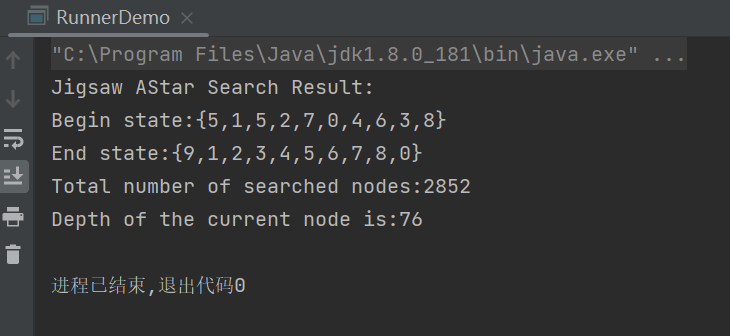 RunnerDemo
"C:\Program Files\Java\jdk1.8.0_181\bin\java.exe" ...
Jigsaw AStar Search Result:
Begin state:{5,1,5,2,7,0,4,6,3,8}
End state:{9,1,2,3,4,5,6,7,8,0}
Total number of searched nodes:2852
Depth of the current node is:76
进程已结束,退出代码0